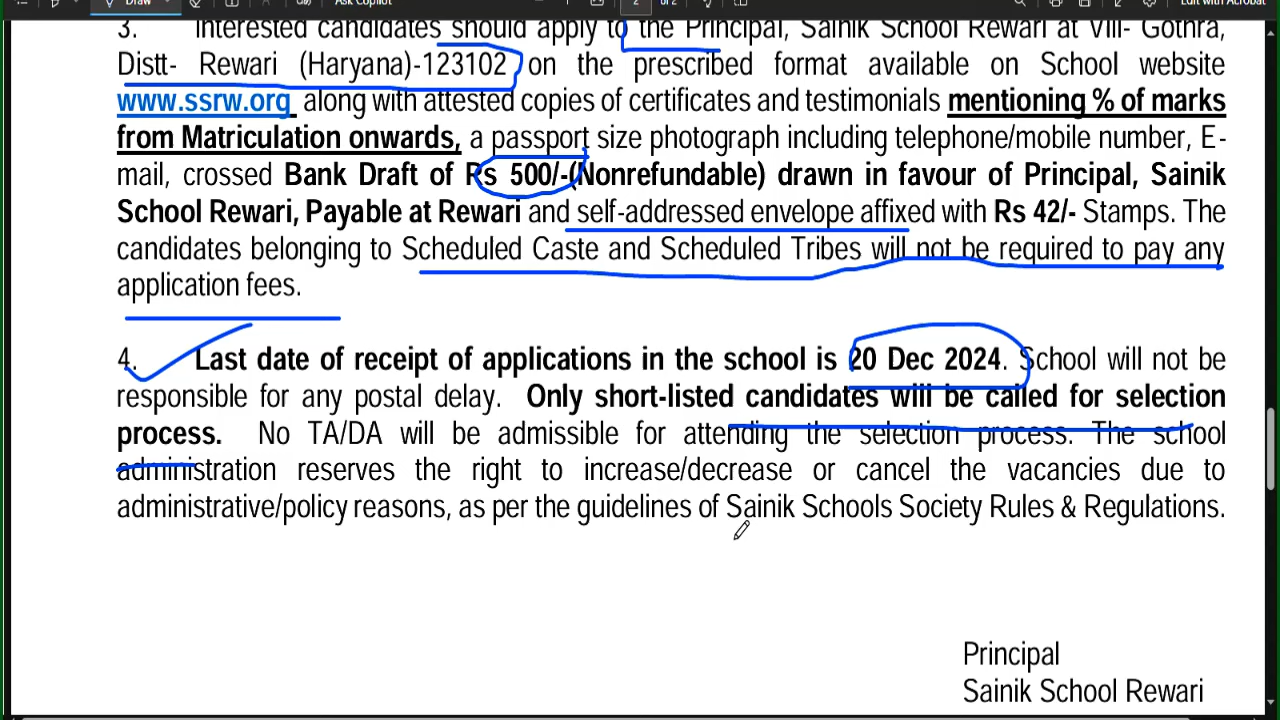 Draw
Ask Copilot
2
of 2
Edit with Acrobat
3. Interested candidates should apply to the Principal, Sainik School Rewari at Vill- Gothra,
Distt- Rewari (Haryana)-123102 on the prescribed format available on School website
www.ssrw.org along with attested copies of certificates and testimonials mentioning % of marks
from Matriculation onwards, a passport size photograph including telephone/mobile number, E-
mail, crossed Bank Draft of Rs 500/-(Nonrefundable) drawn in favour of Principal, Sainik
School Rewari, Payable at Rewari and self-addressed envelope affixed with Rs 42/- Stamps. The
candidates belonging to Scheduled Caste and Scheduled Tribes will not be required to pay any
application fees.
4. Last date of receipt of applications in the school is 20 Dec 2024. School will not be
responsible for any postal delay. Only short-listed candidates will be called for selection
process. No TA/DA will be admissible for attending the selection process. The school
administration reserves the right to increase/decrease or cancel the vacancies due to
administrative/policy reasons, as per the guidelines of Sainik Schools Society Rules & Regulations.
Principal
Sainik School Rewari